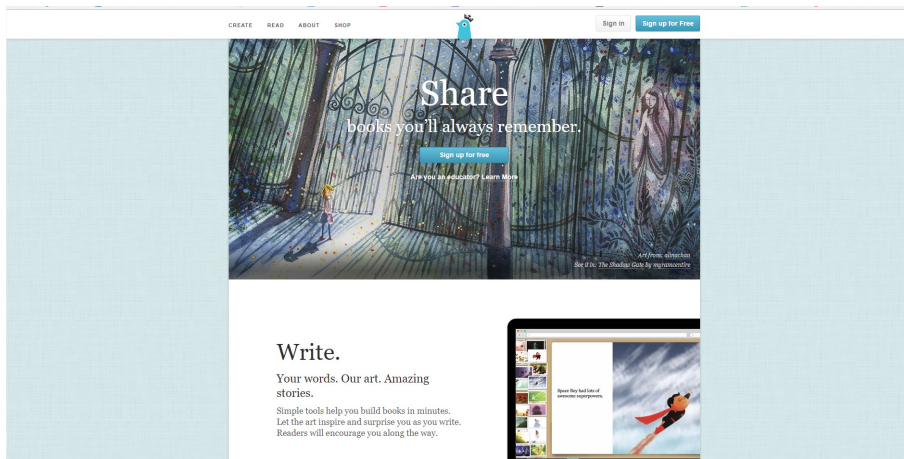 CREATE READ ABOUT SHOP
Sign in
Sign up for Free
Share
books you'll always remember.
Sign up for free
Are you an educator? Learn More
Art from: alinachau
See it in: The Shadow Gate by myramcentire
Write.
Your words. Our art. Amazing
stories.
Simple tools help you build books in minutes.
Let the art inspire and surprise you as you write.
Readers will encourage you along the way.
Space Boy had lots of
awesome superpowers.